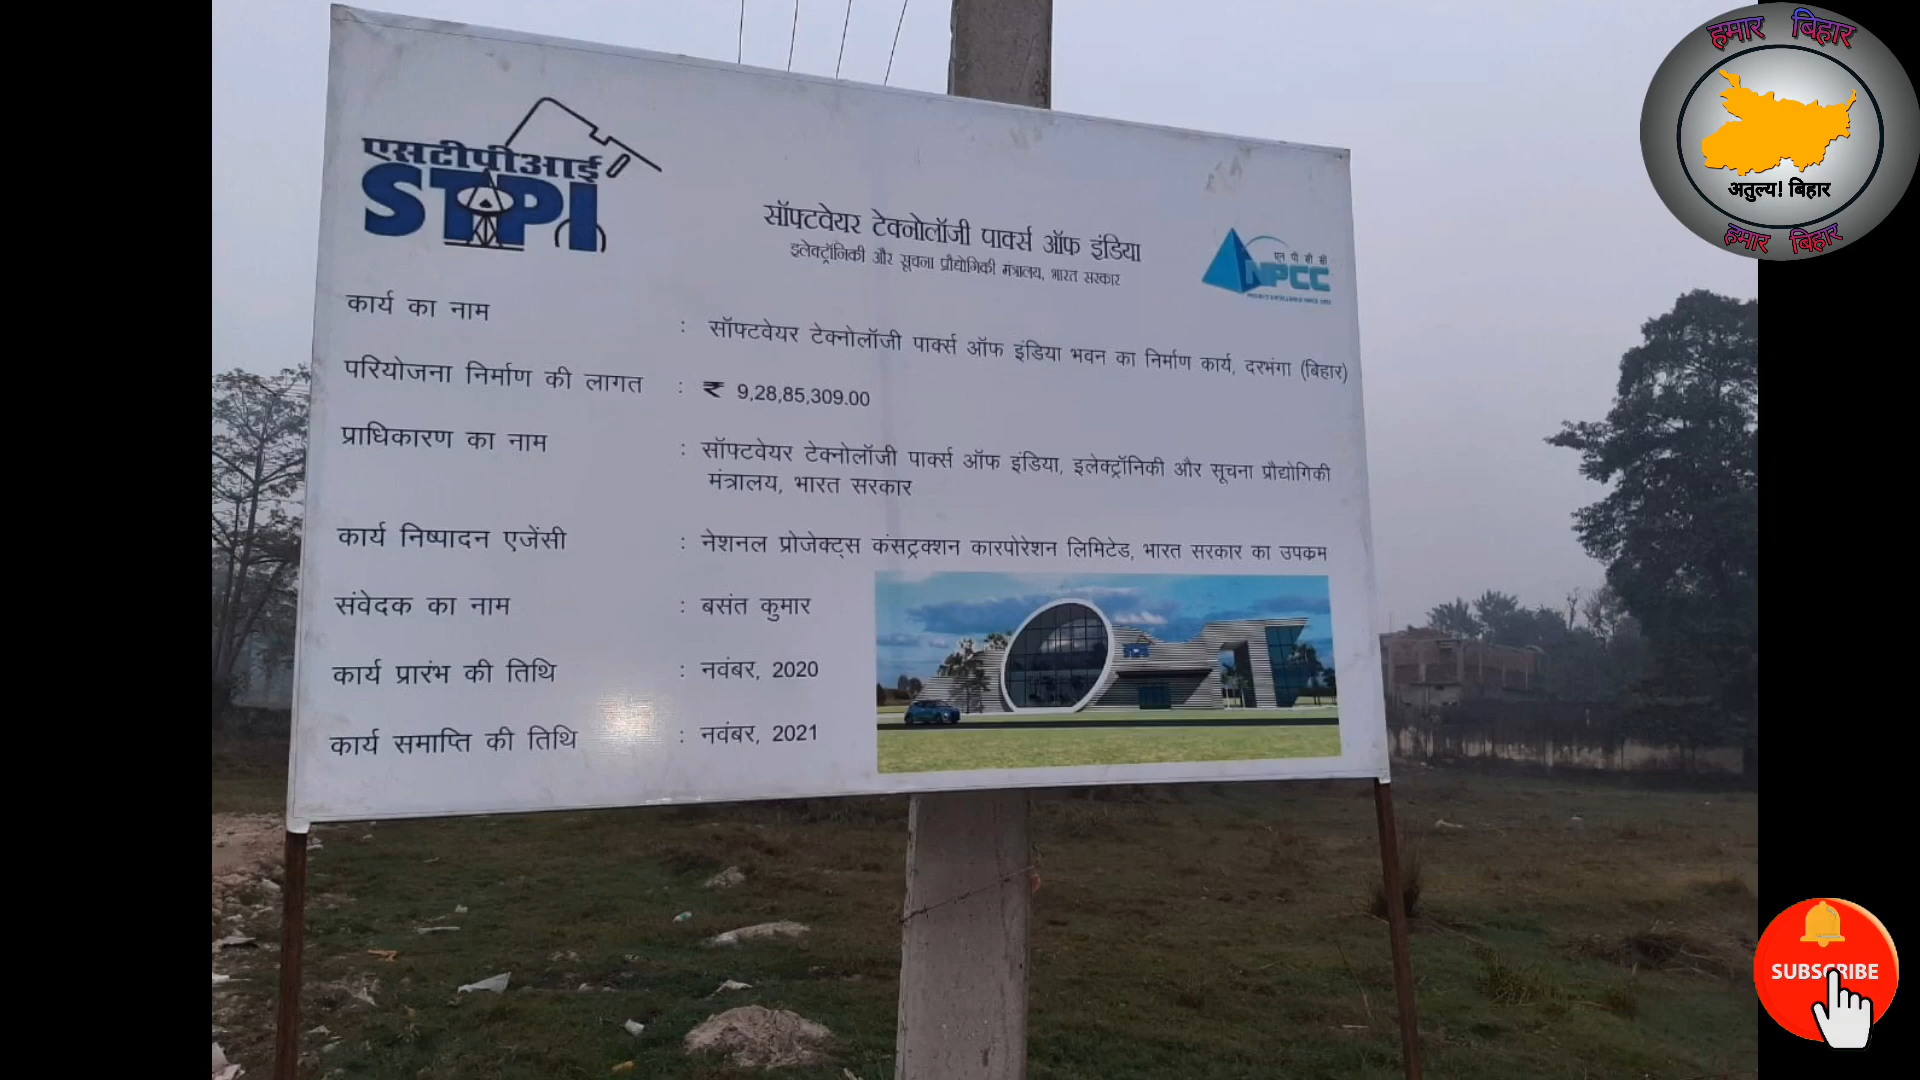 हमार बिहार
अतुल्य! बिहार
हमार बिहार
एसटीपीआई
STPI
सॉफ्टवेयर टेक्नोलॉजी पार्क्स ऑफ इंडिया
इलेक्ट्रॉनिकी और सूचना प्रौद्योगिकी मंत्रालय, भारत सरकार
एन पी सी सी
NPCC
कार्य का नाम : सॉफ्टवेयर टेक्नोलॉजी पार्क्स ऑफ इंडिया भवन का निर्माण कार्य, दरभंगा (बिहार)
परियोजना निर्माण की लागत : ₹ 9,28,85,309.00
प्राधिकारण का नाम : सॉफ्टवेयर टेक्नोलॉजी पार्क्स ऑफ इंडिया, इलेक्ट्रॉनिकी और सूचना प्रौद्योगिकी
मंत्रालय, भारत सरकार
कार्य निष्पादन एजेंसी : नेशनल प्रोजेक्ट्स कंसट्रक्शन कारपोरेशन लिमिटेड, भारत सरकार का उपक्रम
संवेदक का नाम : बसंत कुमार
कार्य प्रारंभ की तिथि : नवंबर, 2020
कार्य समाप्ति की तिथि : नवंबर, 2021
STPI
SUBSCRIBE